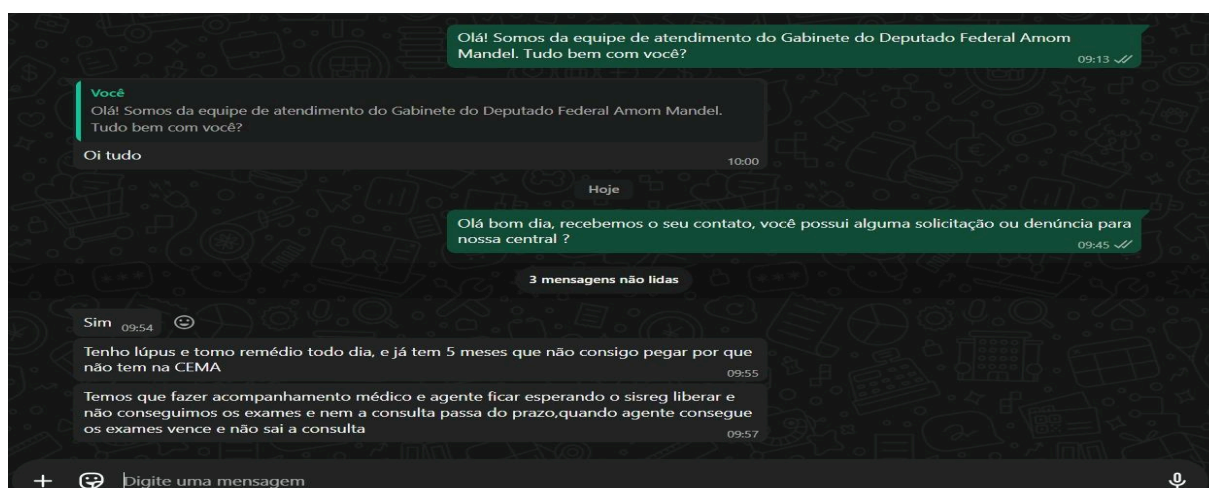 Olá! Somos da equipe de atendimento do Gabinete do Deputado Federal Amom
Mandel. Tudo bem com você?
09:13
Você
Olá! Somos da equipe de atendimento do Gabinete do Deputado Federal Amom Mandel.
Tudo bem com você?
Oi tudo
10:00
Hoje
Olá bom dia, recebemos o seu contato, você possui alguma solicitação ou denúncia para
nossa central ?
09:45
3 mensagens não lidas
Sim 09:54
Tenho lúpus e tomo remédio todo dia, e já tem 5 meses que não consigo pegar por que
não tem na CEMA
09:55
Temos que fazer acompanhamento médico e agente ficar esperando o sisreg liberar e
não conseguimos os exames e nem a consulta passa do prazo,quando agente consegue
os exames vence e não sai a consulta
09:57
Digite uma mensagem